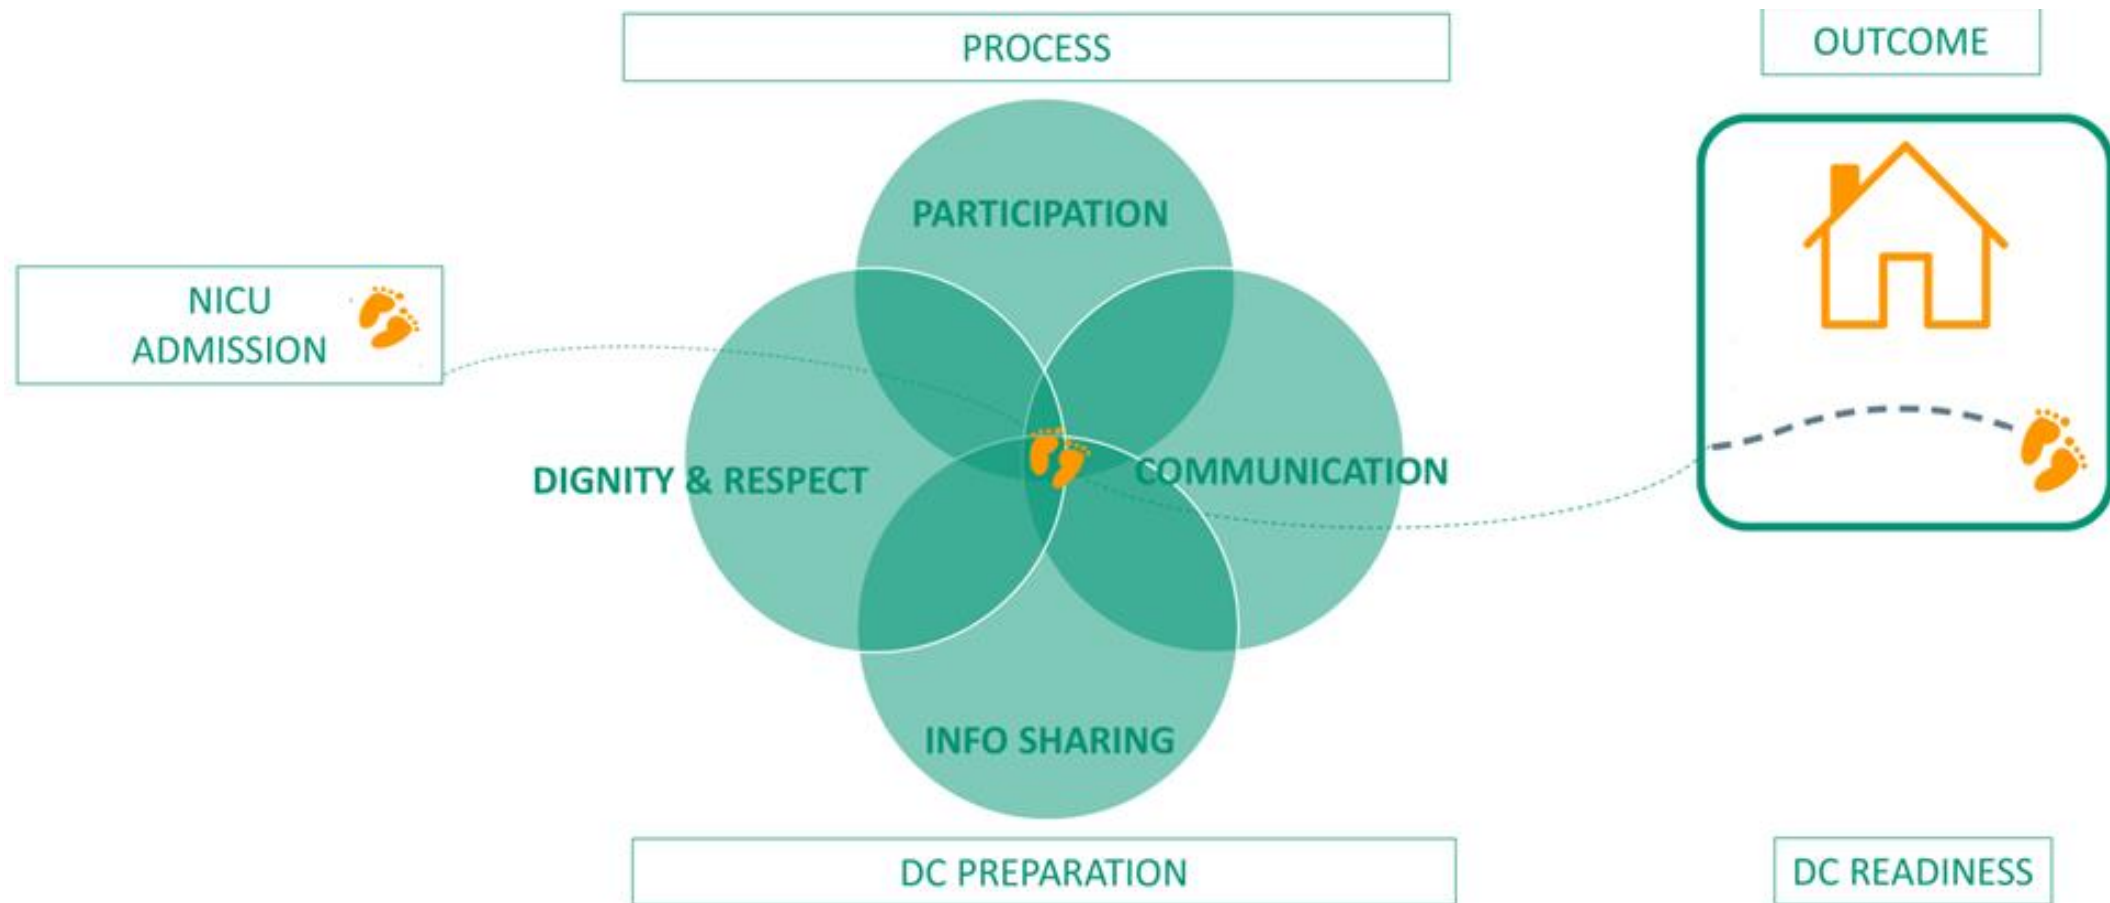 PROCESS
OUTCOME
PARTICIPATION
NICU
ADMISSION
DIGNITY & RESPECT
COMMUNICATION
INFO SHARING
DC PREPARATION
DC READINESS